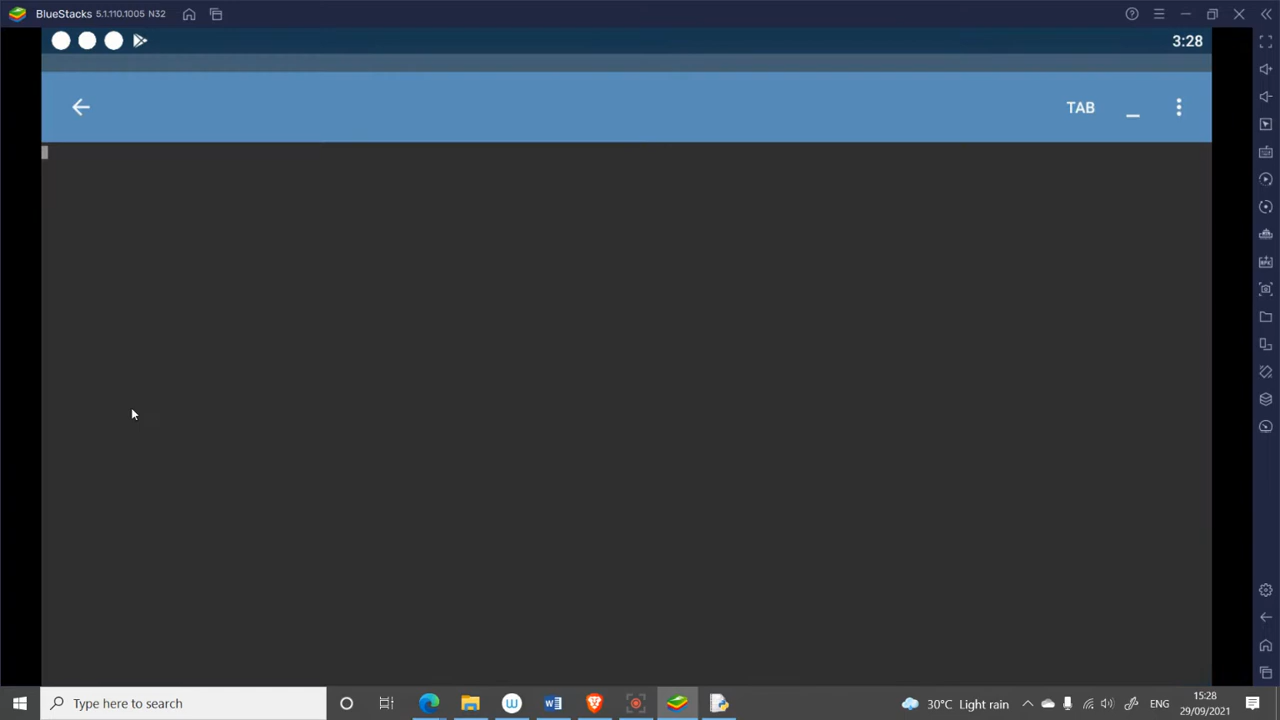 BlueStacks 5.1.110.1005 N32
3:28
TAB _
Type here to search
30°C Light rain
ENG
15:28
29/09/2021